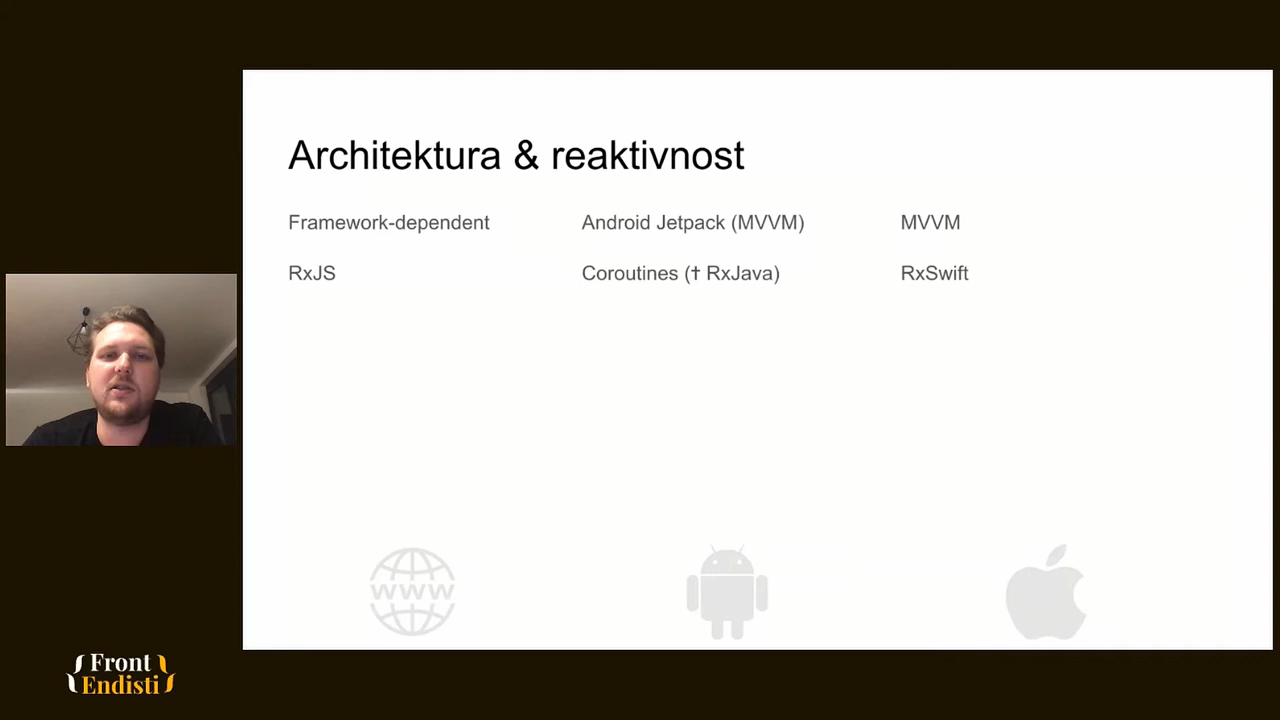 Architektura & reaktivnost
Framework-dependent
Android Jetpack (MVVM)
MVVM
RxJS
Coroutines († RxJava)
RxSwift
www
{Front
Endisti}